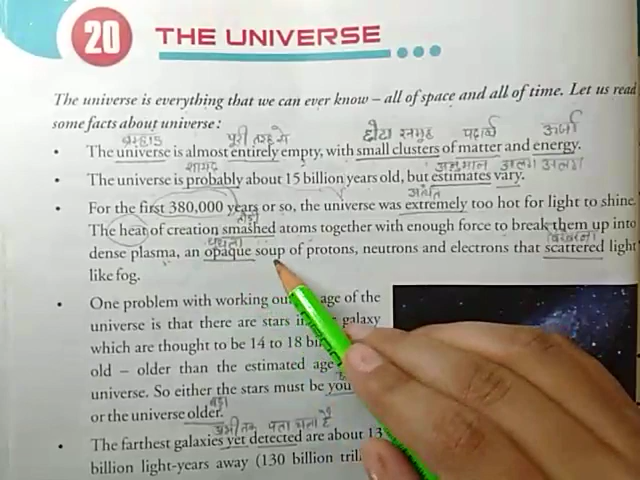 20 THE UNIVERSE
The universe is everything that we can ever know – all of space and all of time. Let us read
some facts about universe :
ब्रम्हांड पूरी तरह से छोटा समूह पदार्थ ऊर्जा
• The universe is almost entirely empty, with small clusters of matter and energy.
शायद अनुमान अलग अलग
• The universe is probably about 15 billion years old, but estimates vary.
• For the first 380,000 years or so, the universe was extremely too hot for light to shine.
The heat of creation smashed atoms together with enough force to break them up into
dense plasma, an opaque soup of protons, neutrons and electrons that scattered light
like fog.
• One problem with working ou age of the
universe is that there are stars i galaxy
which are thought to be 14 to 18 bi
old – older than the estimated age
universe. So either the stars must be you
बड़ा
or the universe older.
अभी तक पता चला है
• The farthest galaxies yet detected are about 13
billion light-years away (130 billion tril